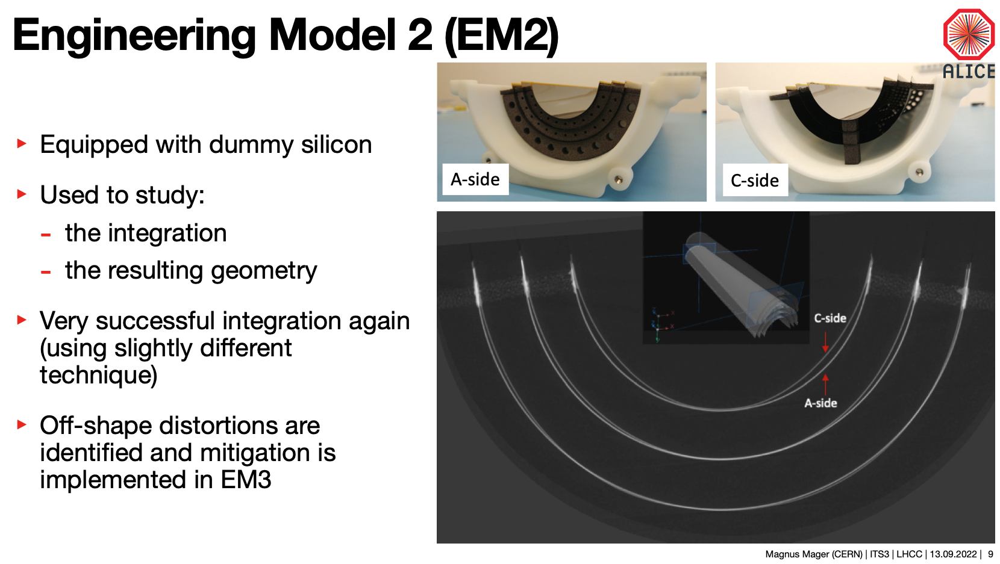 Engineering Model 2 (EM2)
ALICE
▸ Equipped with dummy silicon
▸ Used to study:
- the integration
- the resulting geometry
▸ Very successful integration again
(using slightly different
technique)
▸ Off-shape distortions are
identified and mitigation is
implemented in EM3
A-side
C-side
C-side
A-side
Magnus Mager (CERN) | ITS3 | LHCC | 13.09.2022 | 9